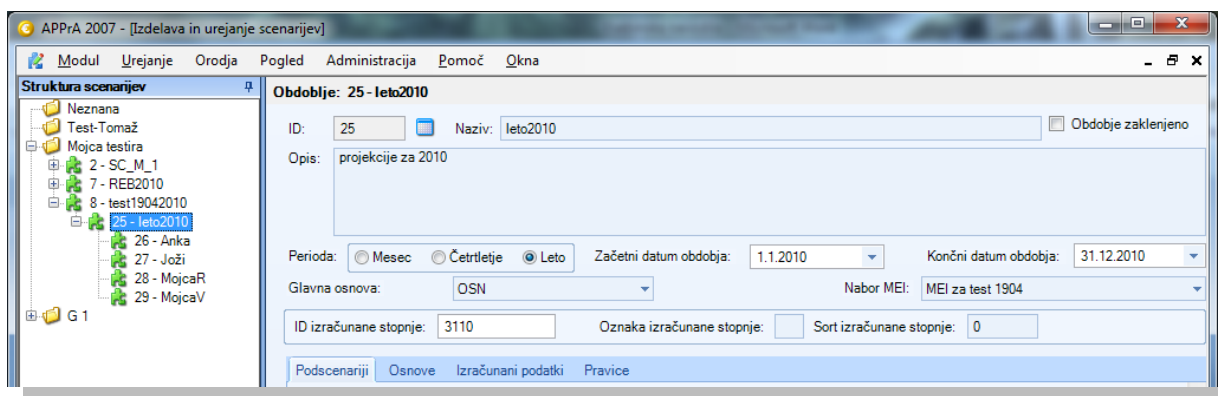 APPrA 2007 - [Izdelava in urejanje scenarijev]
Modul Urejanje Orodja Pogled Administracija Pomoč Okna
Struktura scenarijev
Neznana
Test-Tomaž
Mojca testira
2 - SC_M_1
7 - REB2010
8 - test19042010
25 - leto2010
26 - Anka
27 - Joži
28 - MojcaR
29 - MojcaV
G 1
Obdoblje: 25 - leto2010
ID: 25 Naziv: leto2010 Obdobje zaklenjeno
Opis: projekcije za 2010
Perioda: Mesec Četrtletje Leto Začetni datum obdobja: 1.1.2010 Končni datum obdobja: 31.12.2010
Glavna osnova: OSN Nabor MEI: MEI za test 1904
ID izračunane stopnje: 3110 Oznaka izračunane stopnje: Sort izračunane stopnje: 0
Podscenariji Osnove Izračunani podatki Pravice